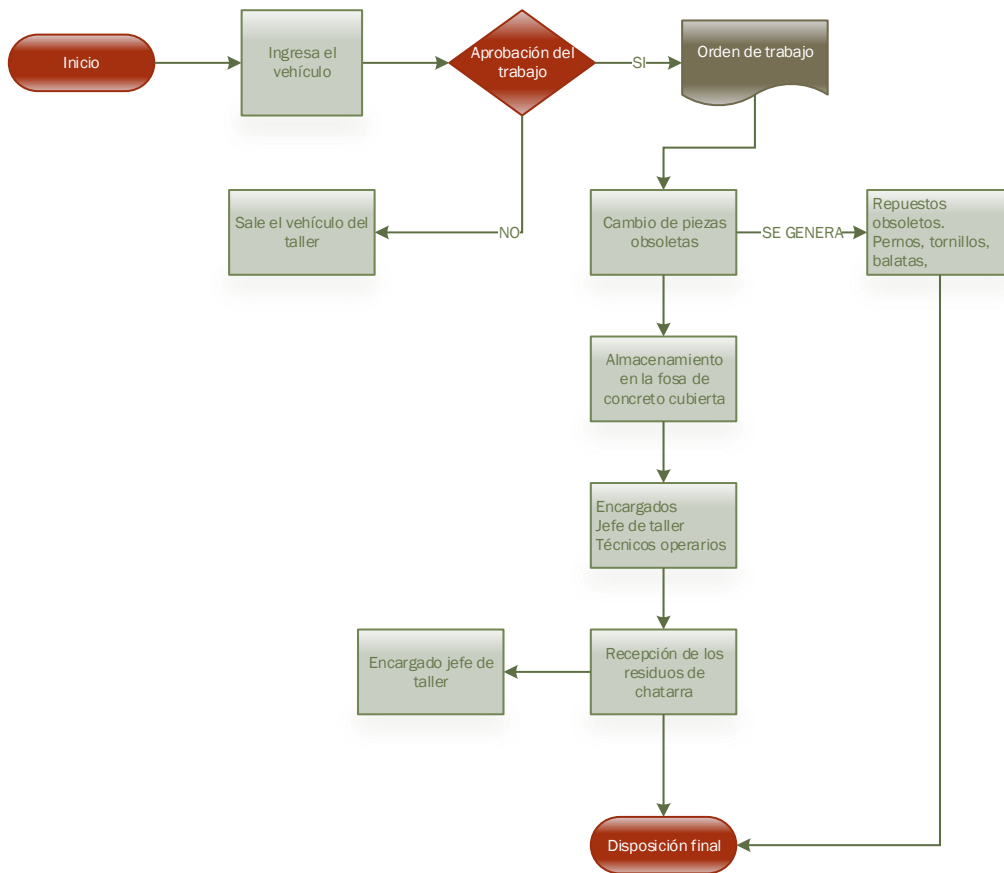 Inicio
Ingresa el
vehículo
Aprobación del
trabajo
SI
Orden de trabajo
Sale el vehículo del
taller
NO
Cambio de piezas
obsoletas
SE GENERA
Repuestos
obsoletos.
Pernos, tornillos,
balatas,
Almacenamiento
en la fosa de
concreto cubierta
Encargados
Jefe de taller
Técnicos operarios
Encargado jefe de
taller
Recepción de los
residuos de
chatarra
Disposición final